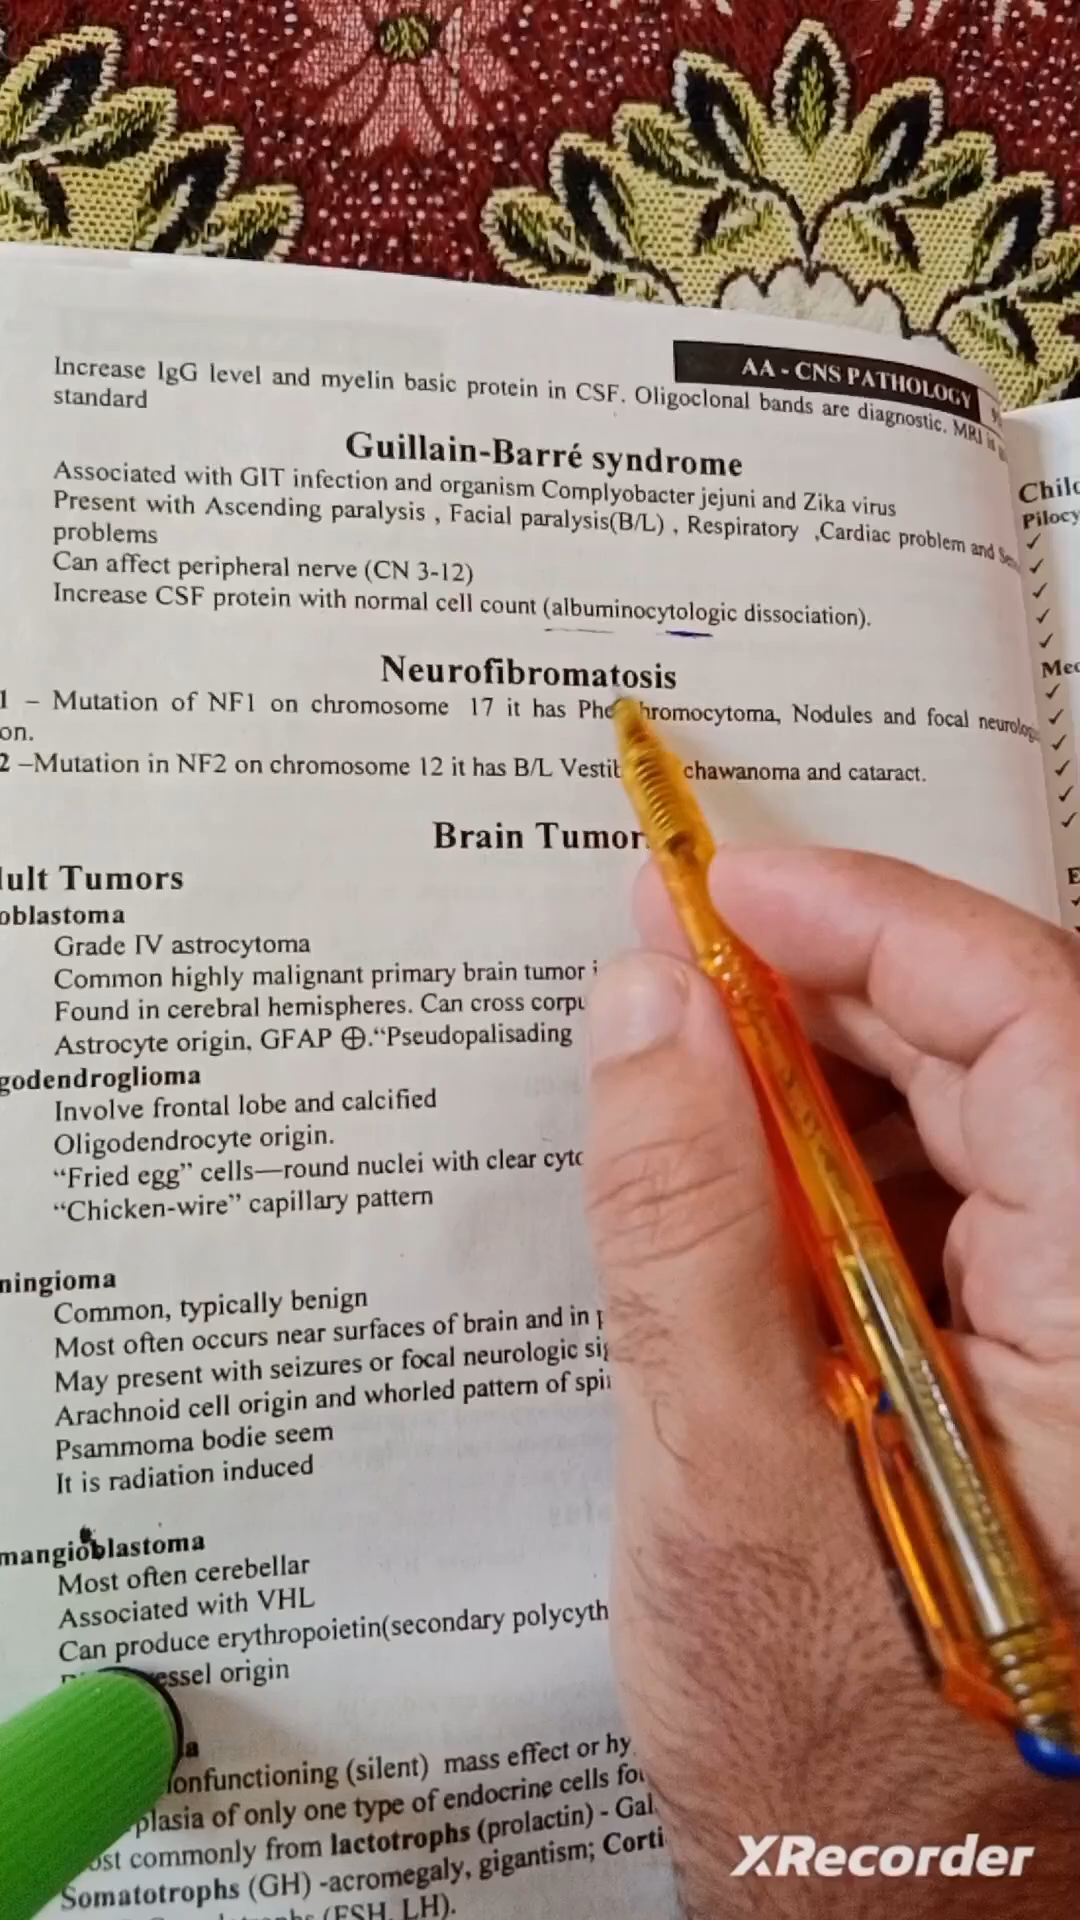 AA - CNS PATHOLOGY
Increase IgG level and myelin basic protein in CSF. Oligoclonal bands are diagnostic. MRI is
standard
Guillain-Barré syndrome
Associated with GIT infection and organism Complyobacter jejuni and Zika virus
Present with Ascending paralysis , Facial paralysis(B/L) , Respiratory ,Cardiac problem and
problems
Can affect peripheral nerve (CN 3-12)
Increase CSF protein with normal cell count (albuminocytologic dissociation).
Neurofibromatosis
1 – Mutation of NF1 on chromosome 17 it has Phe hromocytoma, Nodules and focal neurolog
on.
2 –Mutation in NF2 on chromosome 12 it has B/L Vestib chawanoma and cataract.
Brain Tumor
ult Tumors
oblastoma
Grade IV astrocytoma
Common highly malignant primary brain tumor i
Found in cerebral hemispheres. Can cross corpu
Astrocyte origin, GFAP ⊕.“Pseudopalisading
godendroglioma
Involve frontal lobe and calcified
Oligodendrocyte origin.
“Fried egg” cells—round nuclei with clear cyto
“Chicken-wire” capillary pattern
ningioma
Common, typically benign
Most often occurs near surfaces of brain and in p
May present with seizures or focal neurologic sig
Arachnoid cell origin and whorled pattern of spin
Psammoma bodie seem
It is radiation induced
mangioblastoma
Most often cerebellar
Associated with VHL
Can produce erythropoietin(secondary polycyth
essel origin
a
onfunctioning (silent) mass effect or hy
plasia of only one type of endocrine cells fou
ost commonly from lactotrophs (prolactin) - Gal
Somatotrophs (GH) -acromegaly, gigantism; Corti
(FSH, LH).
Chil
Pilocy
✓
✓
✓
✓
✓
Med
✓
✓
✓
✓
✓
✓
E
✓
XRecorder